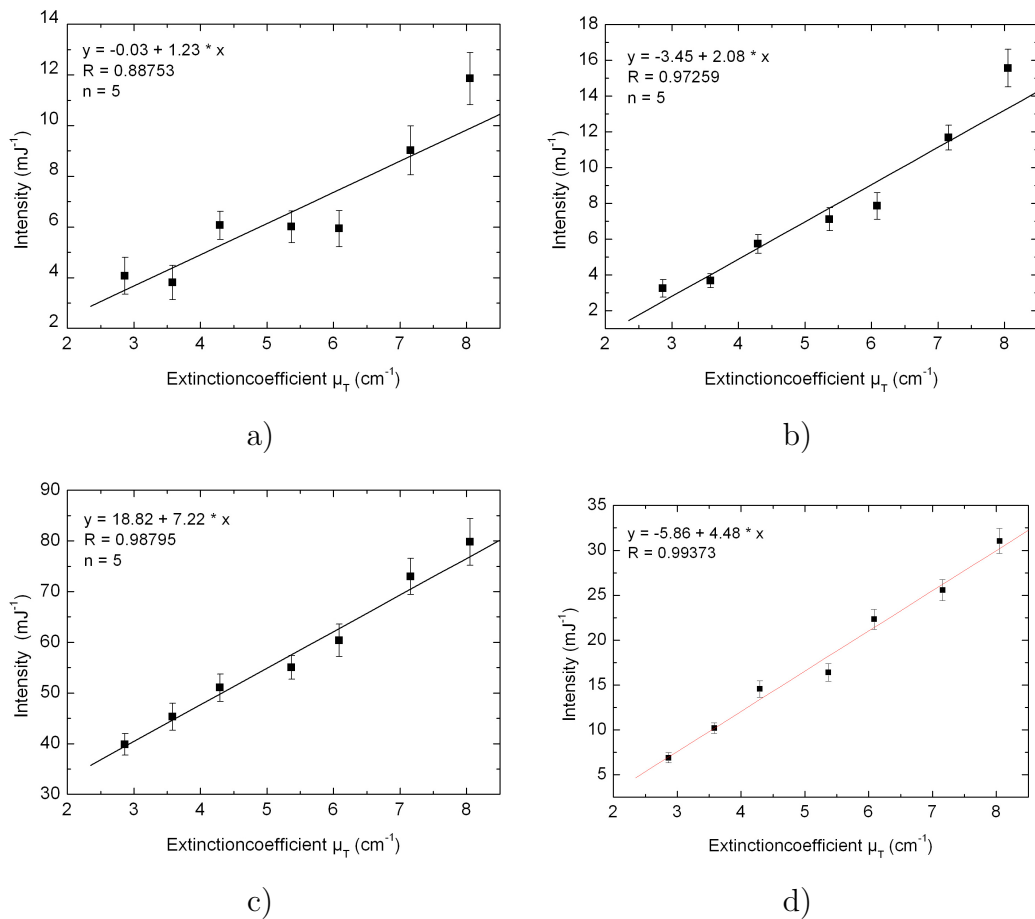 14
12
10
8
6
4
2
y = -0.03 + 1.23 * x
R = 0.88753
n = 5
Intensity (mJ⁻¹)
2 3 4 5 6 7 8
Extinctioncoefficient μ_T (cm⁻¹)
a)
18
16
14
12
10
8
6
4
2
y = -3.45 + 2.08 * x
R = 0.97259
n = 5
Intensity (mJ⁻¹)
2 3 4 5 6 7 8
Extinctioncoefficient μ_T (cm⁻¹)
b)
90
80
70
60
50
40
30
y = 18.82 + 7.22 * x
R = 0.98795
n = 5
Intensity (mJ⁻¹)
2 3 4 5 6 7 8
Extinctioncoefficient μ_T (cm⁻¹)
c)
35
30
25
20
15
10
5
y = -5.86 + 4.48 * x
R = 0.99373
Intensity (mJ⁻¹)
2 3 4 5 6 7 8
Extinctioncoefficient μ_T (cm⁻¹)
d)